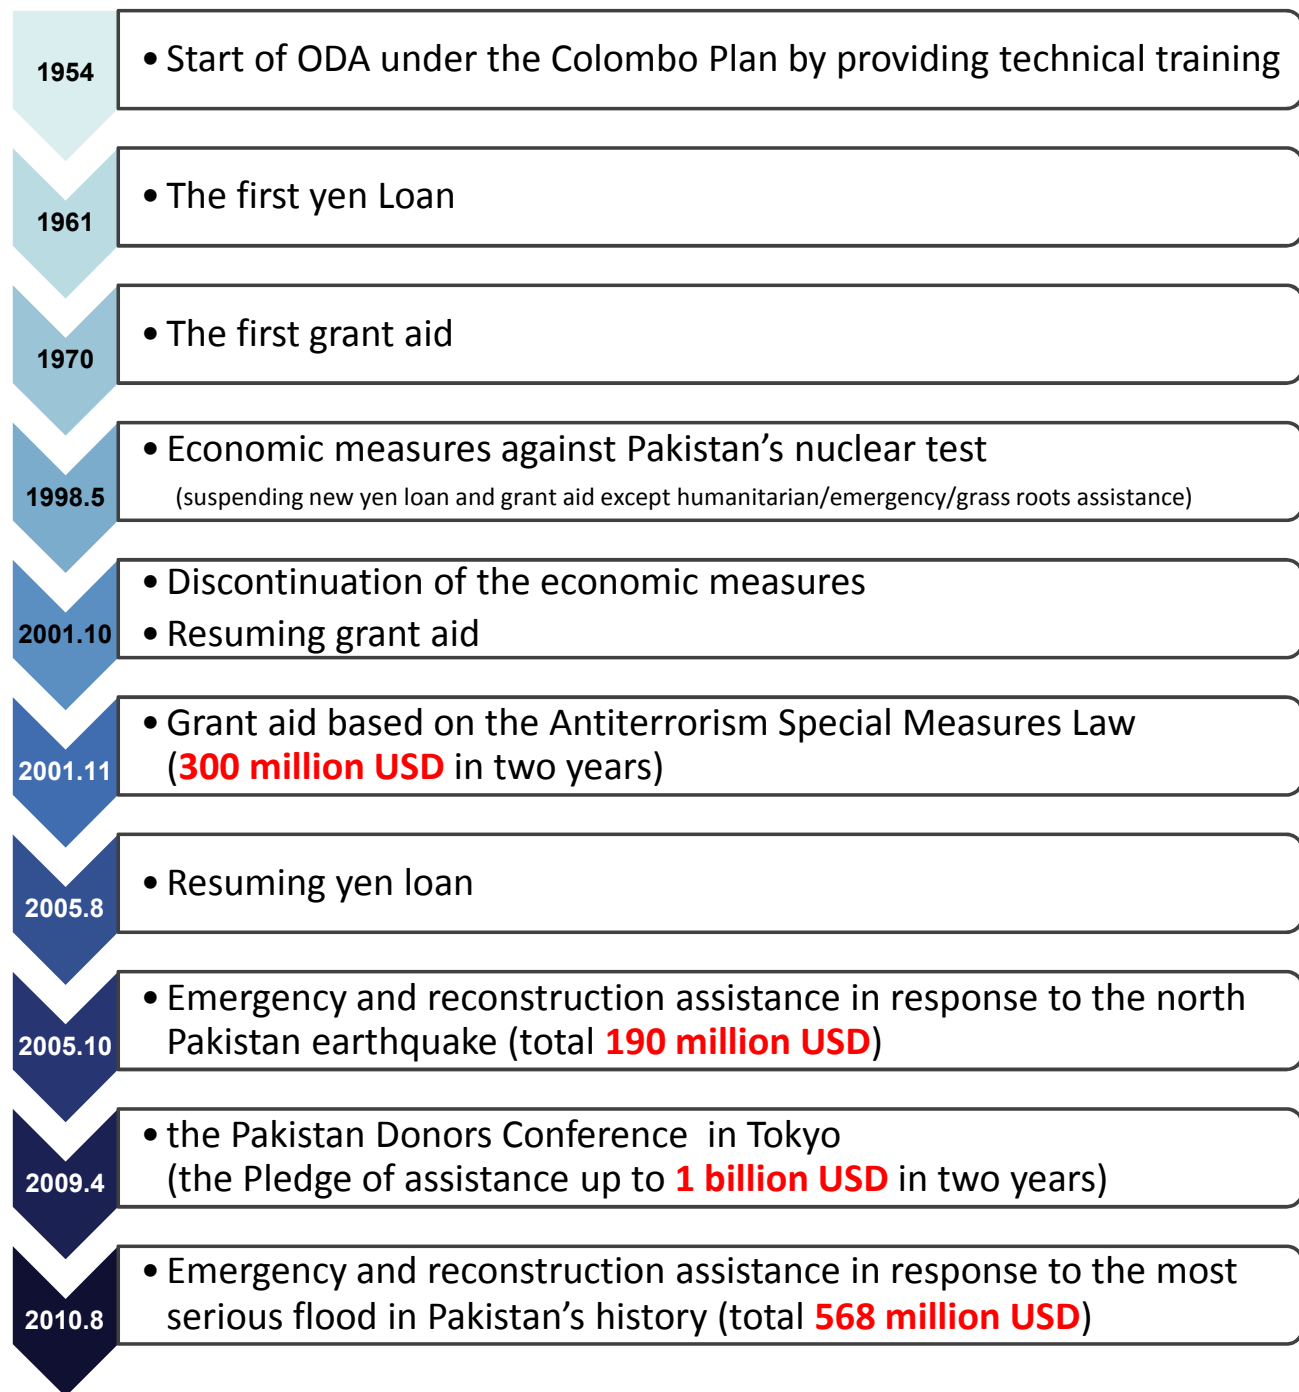 1954
• Start of ODA under the Colombo Plan by providing technical training
1961
• The first yen Loan
1970
• The first grant aid
1998.5
• Economic measures against Pakistan’s nuclear test
(suspending new yen loan and grant aid except humanitarian/emergency/grass roots assistance)
2001.10
• Discontinuation of the economic measures
• Resuming grant aid
2001.11
• Grant aid based on the Antiterrorism Special Measures Law
(300 million USD in two years)
2005.8
• Resuming yen loan
2005.10
• Emergency and reconstruction assistance in response to the north
Pakistan earthquake (total 190 million USD)
2009.4
• the Pakistan Donors Conference in Tokyo
(the Pledge of assistance up to 1 billion USD in two years)
2010.8
• Emergency and reconstruction assistance in response to the most
serious flood in Pakistan’s history (total 568 million USD)